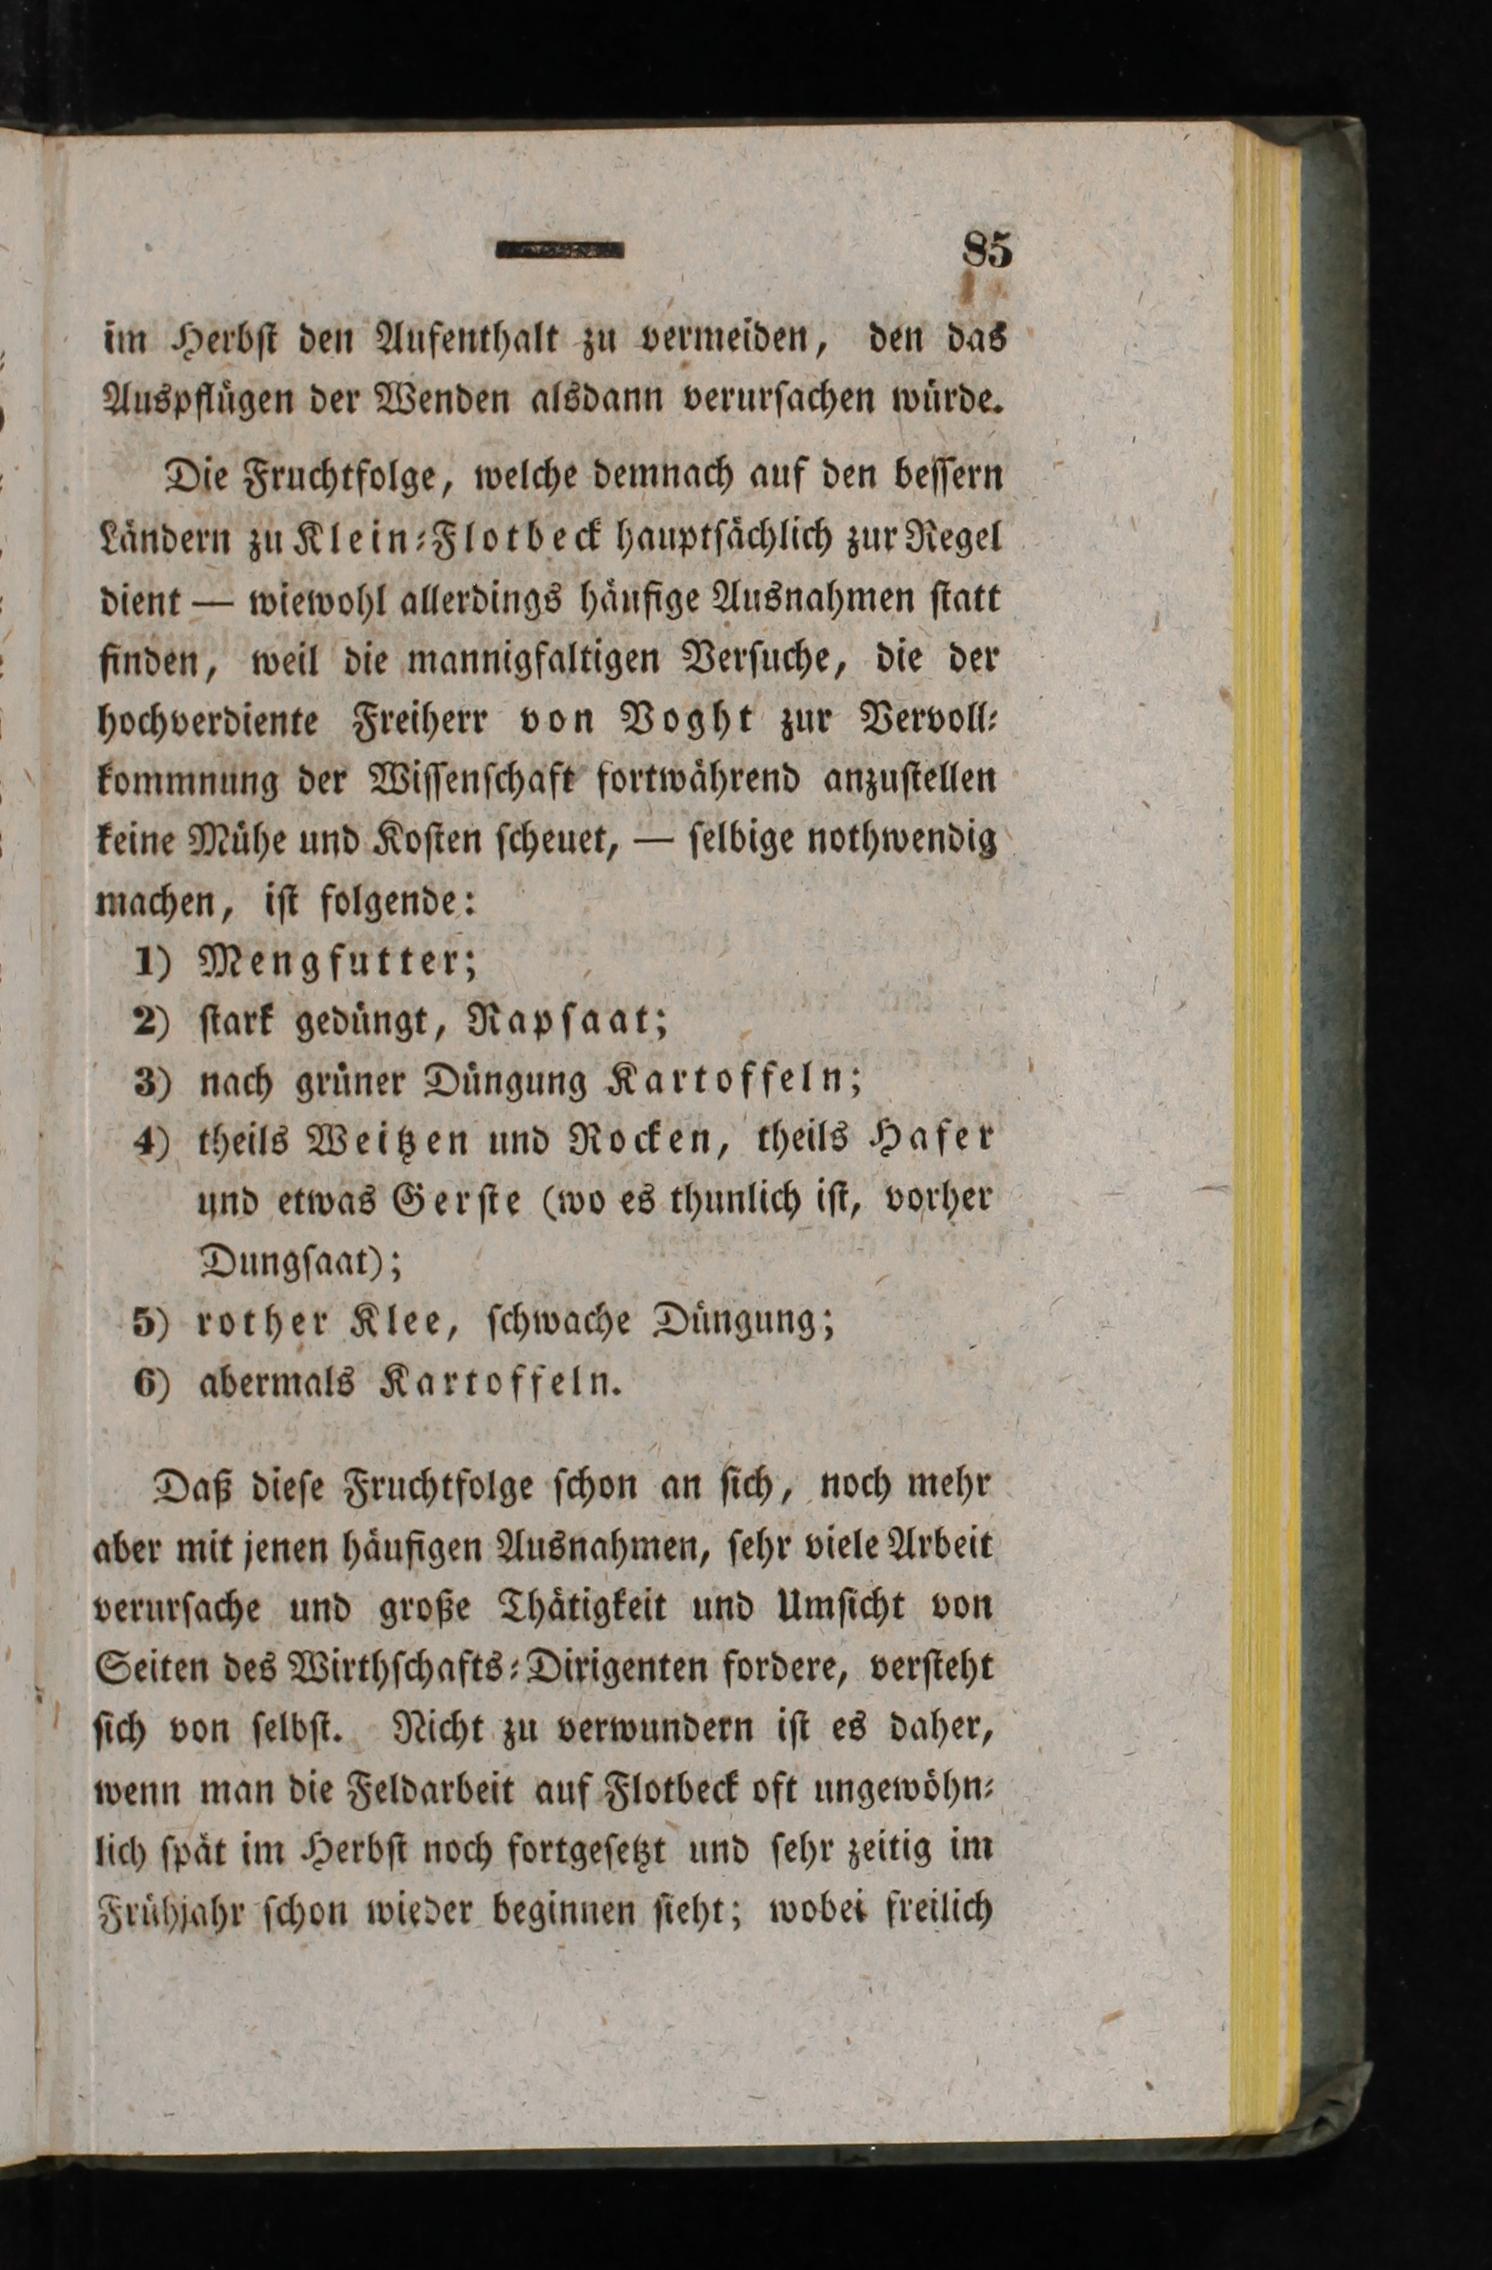 85
im Herbſt den Aufenthalt zu vermeiden, den das
Auspflügen der Wenden alsdann verurſachen würde.
Die Fruchtfolge, welche demnach auf den beſſern
Ländern zu Klein⸗Flotbeck hauptſächlich zur Regel
dient — wiewohl allerdings häufige Ausnahmen ſtatt
finden, weil die mannigfaltigen Verſuche, die der
hochverdiente Freiherr von Voght zur Vervoll⸗
kommnung der Wiſſenſchaft fortwährend anzuſtellen
keine Mühe und Koſten ſcheuet, — ſelbige nothwendig
machen, iſt folgende:
1) Mengfutter;
2) ſtark gedüngt, Rapſaat;
3) nach grüner Düngung Kartoffeln;
4) theils Weitzen und Rocken, theils Hafer
und etwas Gerſte (wo es thunlich iſt, vorher
Dungſaat);
5) rother Klee, ſchwache Düngung;
6) abermals Kartoffeln.
Daß dieſe Fruchtfolge ſchon an ſich, noch mehr
aber mit jenen häufigen Ausnahmen, ſehr viele Arbeit
verurſache und große Thätigkeit und Umſicht von
Seiten des Wirthſchafts⸗Dirigenten fordere, verſteht
ſich von ſelbſt. Nicht zu verwundern iſt es daher,
wenn man die Feldarbeit auf Flotbeck oft ungewöhn⸗
lich ſpät im Herbſt noch fortgeſetzt und ſehr zeitig im
Frühjahr ſchon wieder beginnen ſieht; wobei freilich